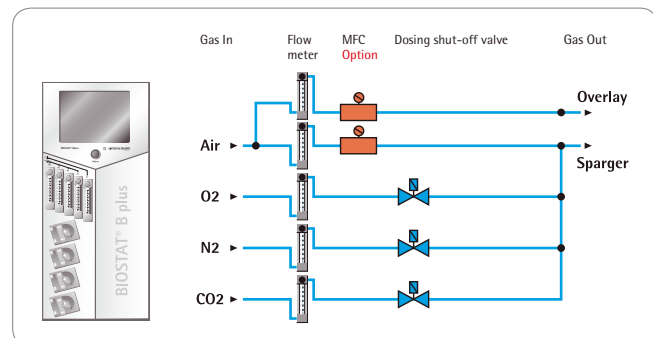 Gas In
Flow meter
MFC Option
Dosing shut-off valve
Gas Out
Overlay
Air
Sparger
O2
N2
CO2
BIOSTAT® B plus